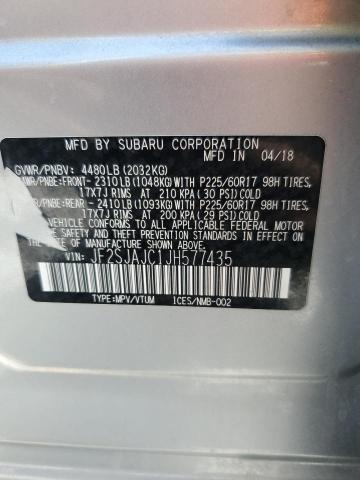 MFD BY SUBARU CORPORATION
GVWR/PNBV: 4480LB (2032KG) MFD IN 04/18
/PNBE:FRONT-2310LB (1048KG) WITH P225/60R17 98H TIRES,
17X7J RIMS AT 210 KPA (30 PSI) COLD
/PNBE:REAR-2410LB (1093KG) WITH P225/60R17 98H TIRES,
17X7J RIMS AT 200 KPA (29 PSI) COLD
VEHICLE CONFORMS TO ALL APPLICABLE FEDERAL MOTOR
VEHICLE SAFETY AND THEFT PREVENTION STANDARDS IN
EFFECT ON THE DATE OF MANUFACTURE SHOWN ABOVE.
VIN: JF2SJAJC1JH577435
TYPE:MPV/VTUM ICES/NMB-002